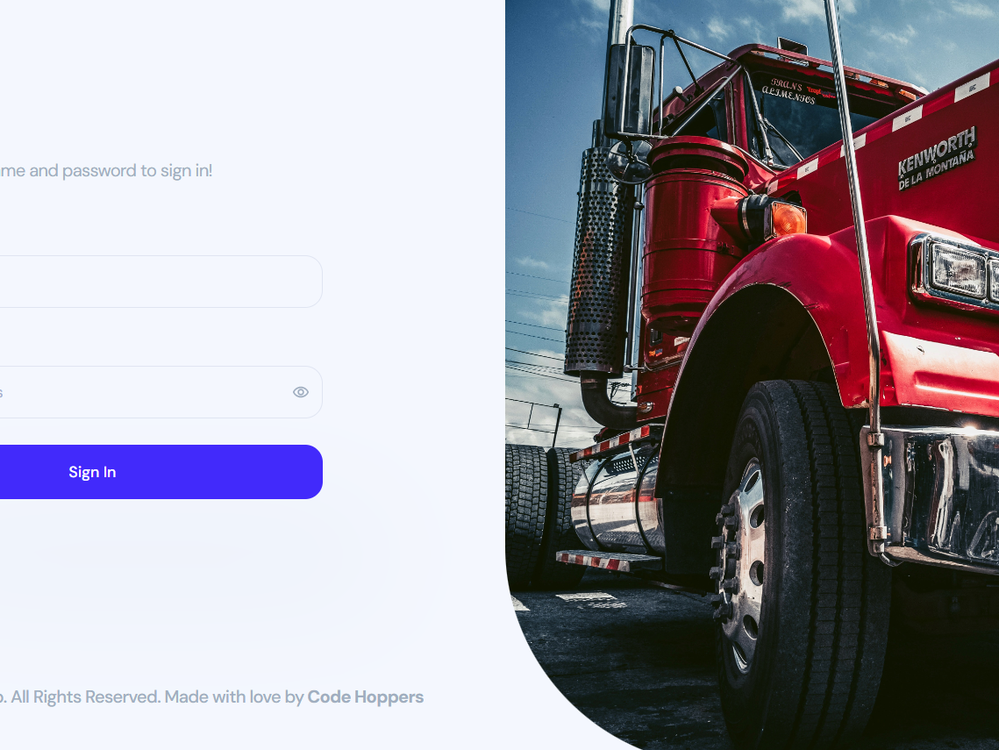 me and password to sign in!
s
Sign In
. All Rights Reserved. Made with love by Code Hoppers
TRANS
ALIMENTOS
KENWORTH
DE LA MONTAÑA